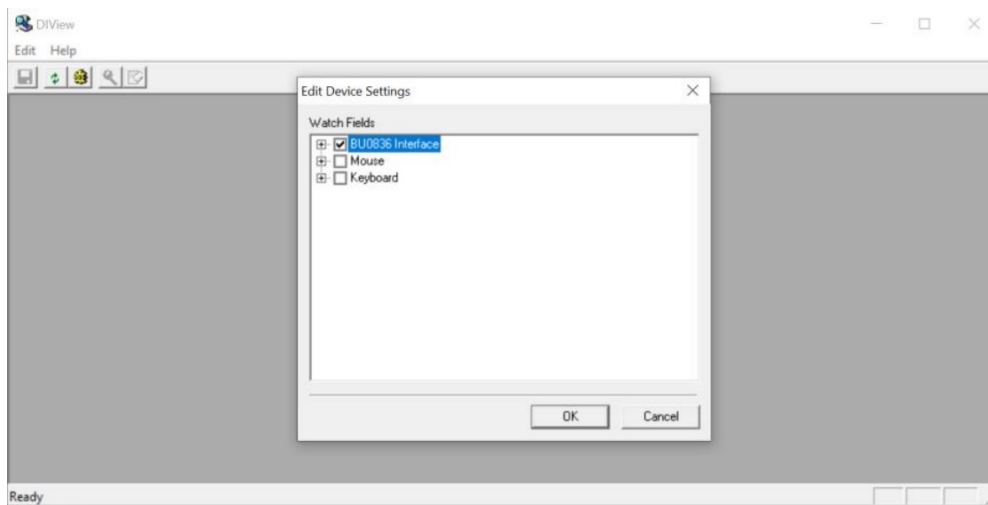 DIView
Edit Help
Edit Device Settings
Watch Fields
BU0836 Interface
Mouse
Keyboard
OK Cancel
Ready